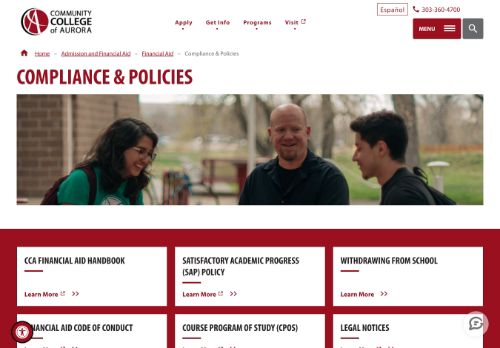 COMMUNITY
COLLEGE
of AURORA
Español
303-360-4700
Apply
Get Info
Programs
Visit
MENU
Home » Admission and Financial Aid » Financial Aid » Compliance & Policies
COMPLIANCE & POLICIES
CCA FINANCIAL AID HANDBOOK
Learn More
SATISFACTORY ACADEMIC PROGRESS
(SAP) POLICY
Learn More
WITHDRAWING FROM SCHOOL
Learn More
FINANCIAL AID CODE OF CONDUCT
COURSE PROGRAM OF STUDY (CPOS)
LEGAL NOTICES